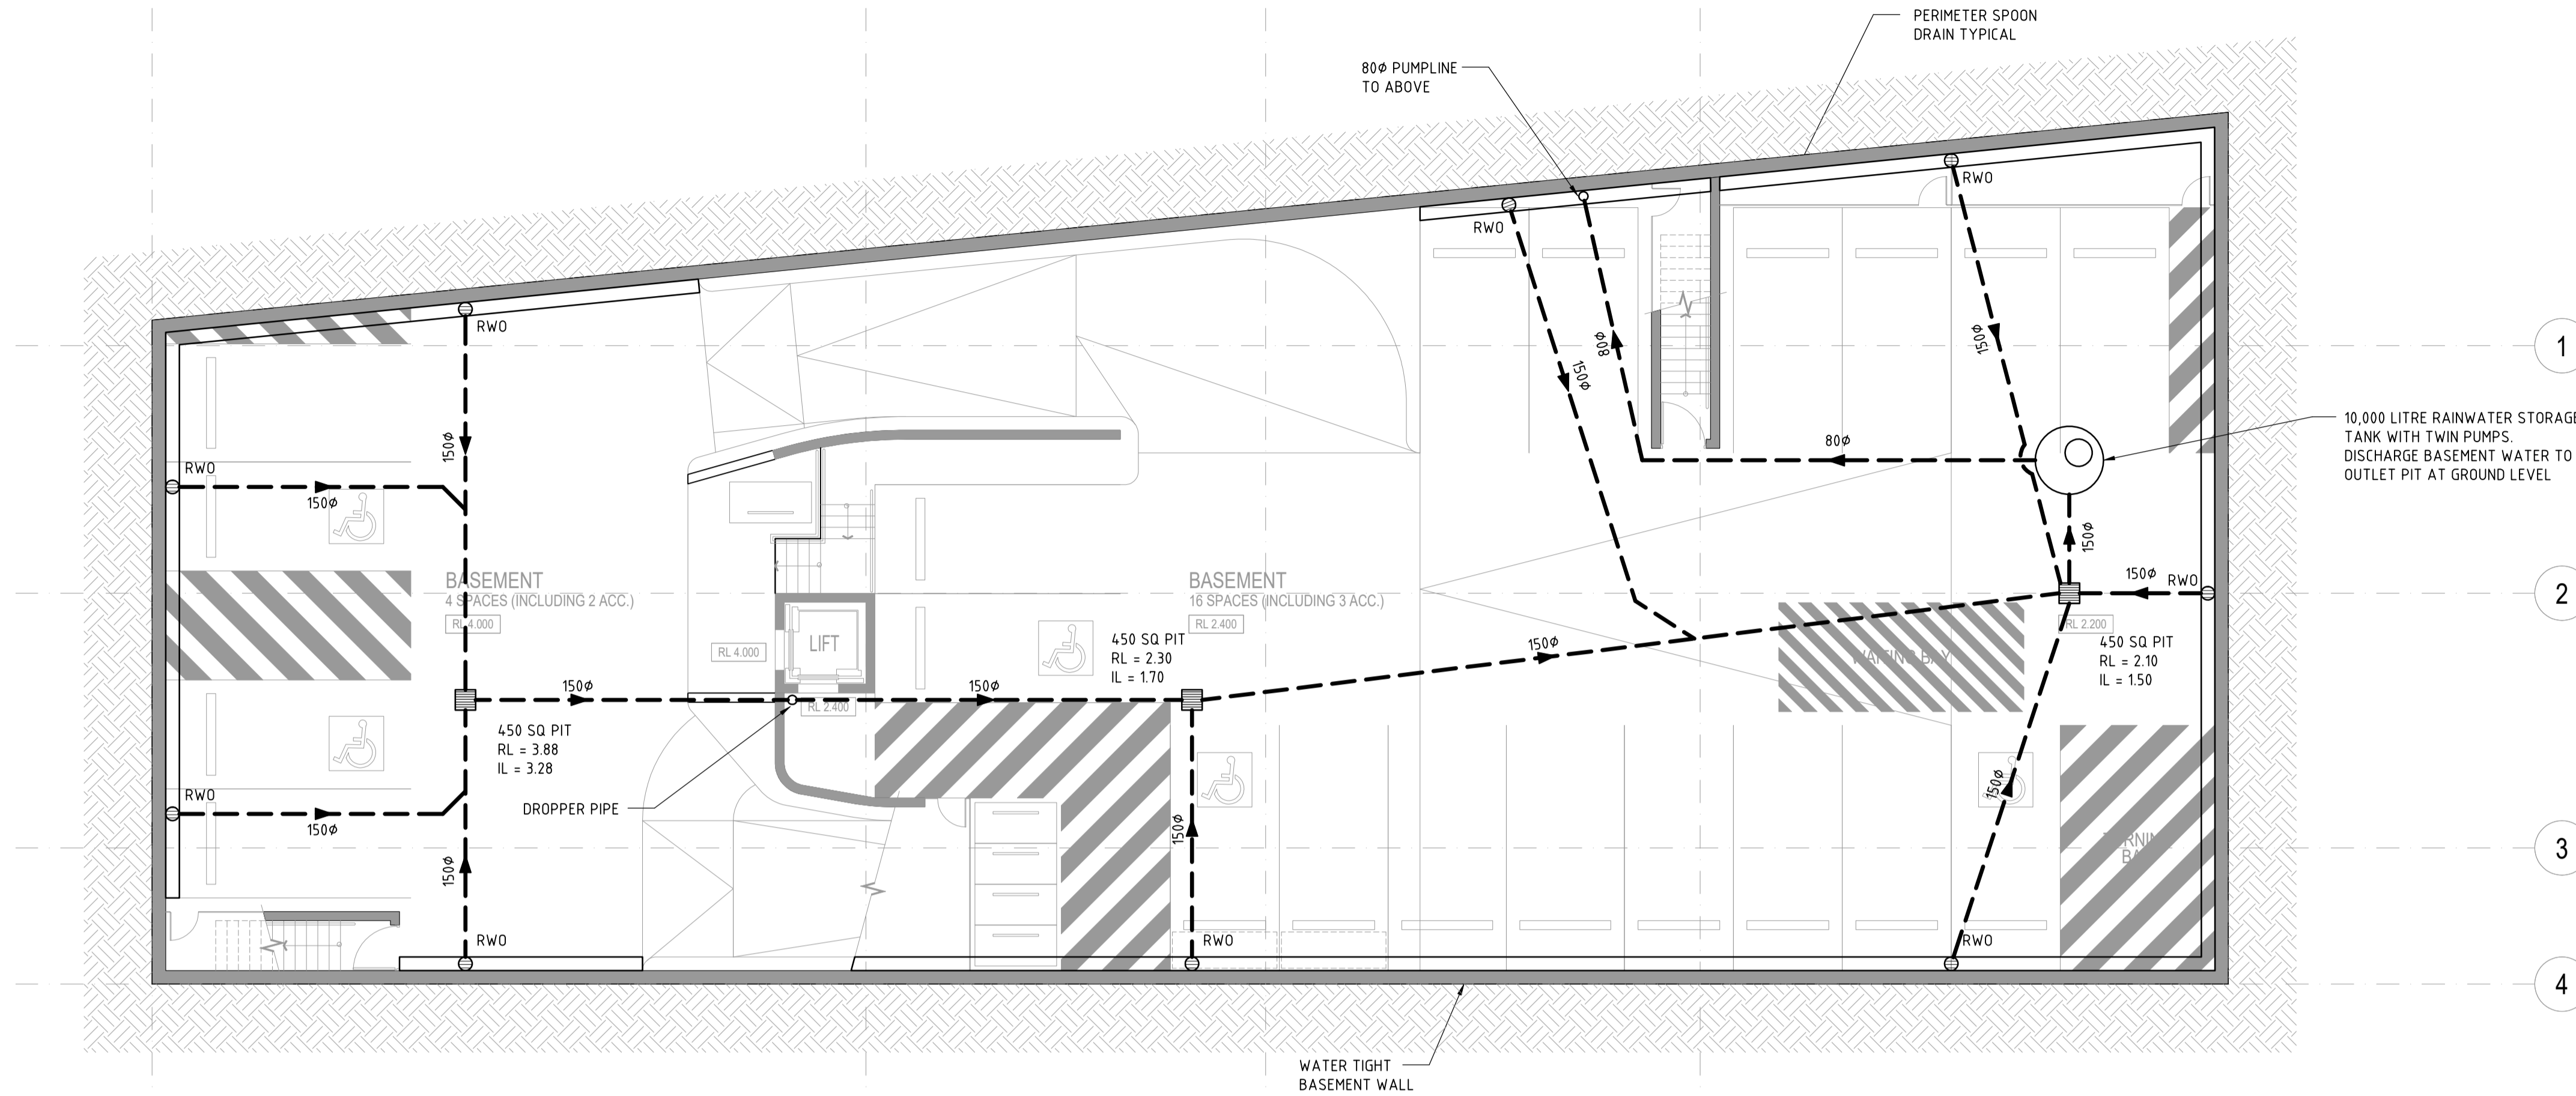 PERIMETER SPOON
DRAIN TYPICAL
80Ø PUMPLINE
TO ABOVE
RWO
RWO
RWO
1
150Ø
80Ø
150Ø
10,000 LITRE RAINWATER STORAGE
TANK WITH TWIN PUMPS.
DISCHARGE BASEMENT WATER TO
OUTLET PIT AT GROUND LEVEL
80Ø
150Ø
RWO
150Ø
150Ø
150Ø
RWO
2
BASEMENT
4 SPACES (INCLUDING 2 ACC.)
RL 4.000
BASEMENT
16 SPACES (INCLUDING 3 ACC.)
RL 2.400
LIFT
RL 4.000
450 SQ PIT
RL = 2.30
IL = 1.70
150Ø
RL 2.200
450 SQ PIT
RL = 2.10
IL = 1.50
WAITING BAY
150Ø
150Ø
RL 2.400
450 SQ PIT
RL = 3.88
IL = 3.28
DROPPER PIPE
RWO
150Ø
150Ø
150Ø
150Ø
3
RWO
RWO
RWO
4
WATER TIGHT
BASEMENT WALL